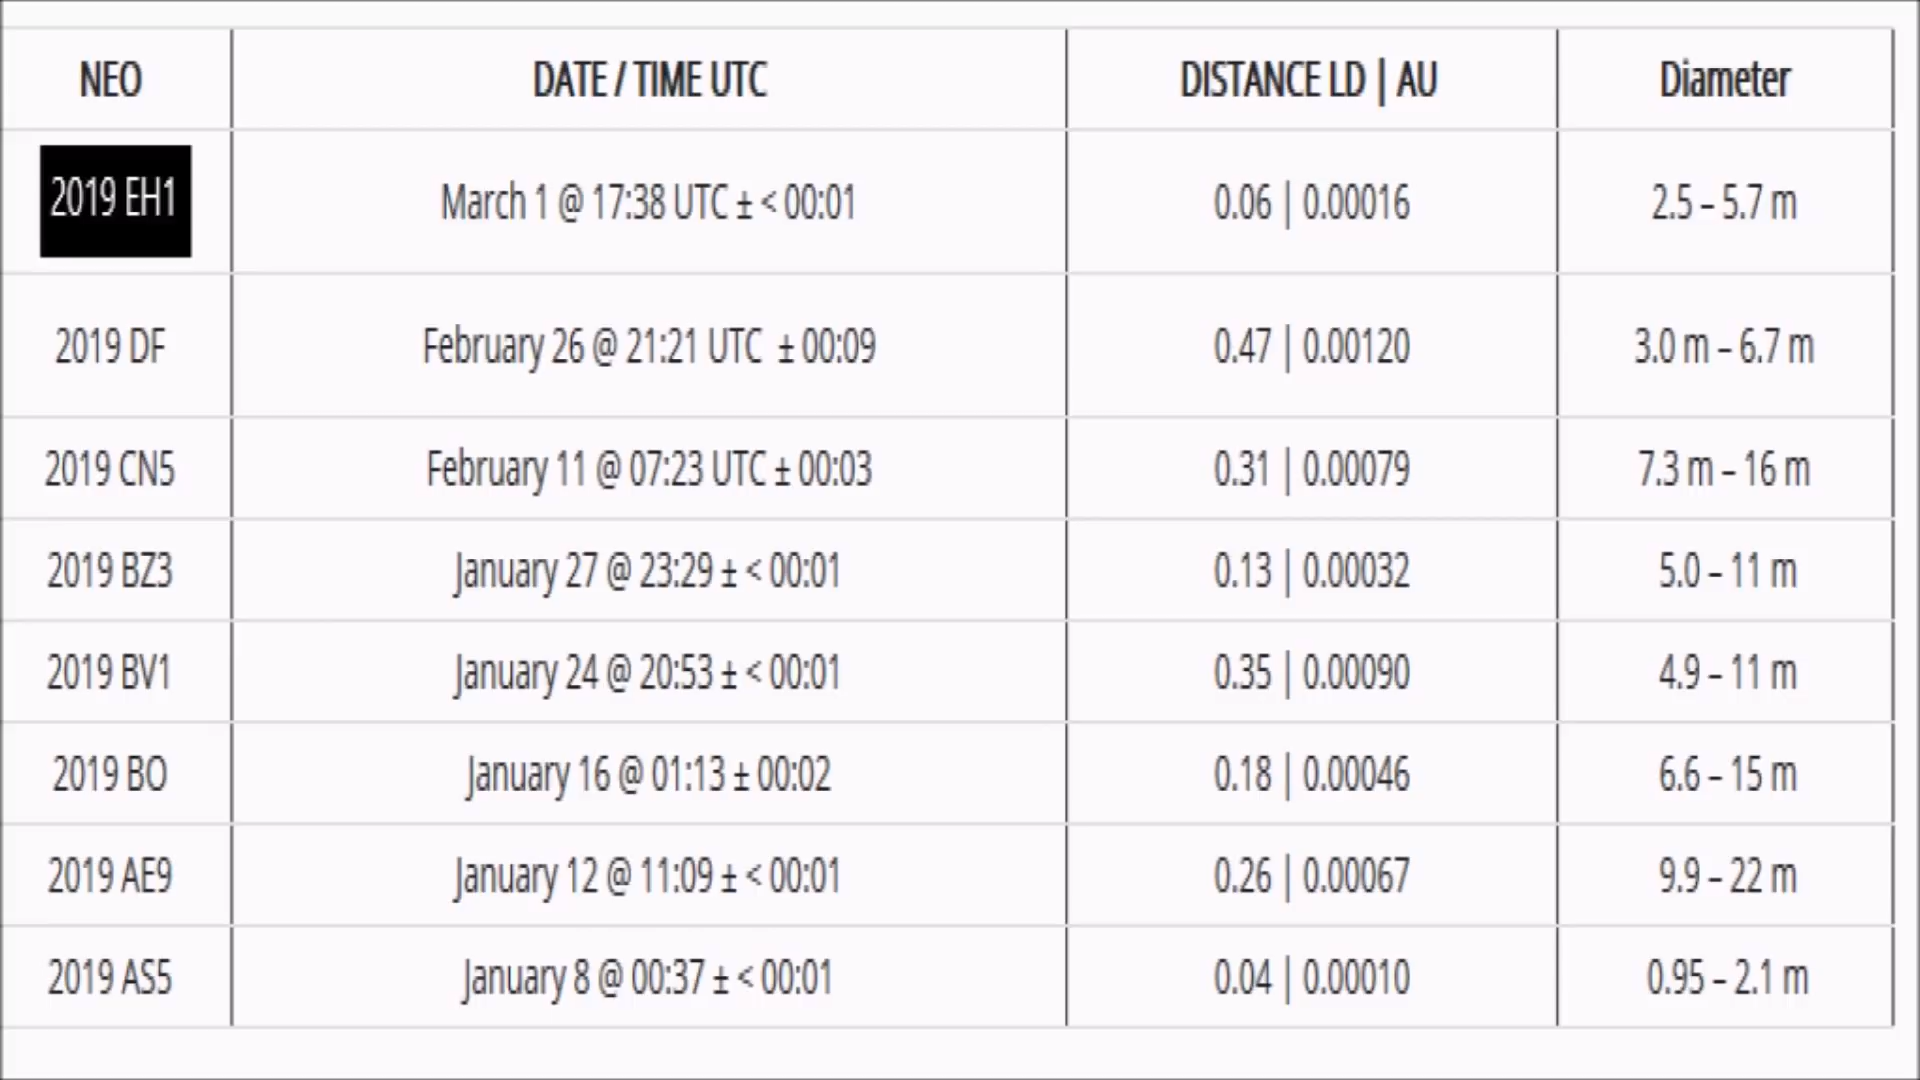 NEO DATE / TIME UTC DISTANCE LD | AU Diameter
2019 EH1 March 1 @ 17:38 UTC ± < 00:01 0.06 | 0.00016 2.5 – 5.7 m
2019 DF February 26 @ 21:21 UTC ± 00:09 0.47 | 0.00120 3.0 m – 6.7 m
2019 CN5 February 11 @ 07:23 UTC ± 00:03 0.31 | 0.00079 7.3 m – 16 m
2019 BZ3 January 27 @ 23:29 ± < 00:01 0.13 | 0.00032 5.0 – 11 m
2019 BV1 January 24 @ 20:53 ± < 00:01 0.35 | 0.00090 4.9 – 11 m
2019 BO January 16 @ 01:13 ± 00:02 0.18 | 0.00046 6.6 – 15 m
2019 AE9 January 12 @ 11:09 ± < 00:01 0.26 | 0.00067 9.9 – 22 m
2019 AS5 January 8 @ 00:37 ± < 00:01 0.04 | 0.00010 0.95 – 2.1 m